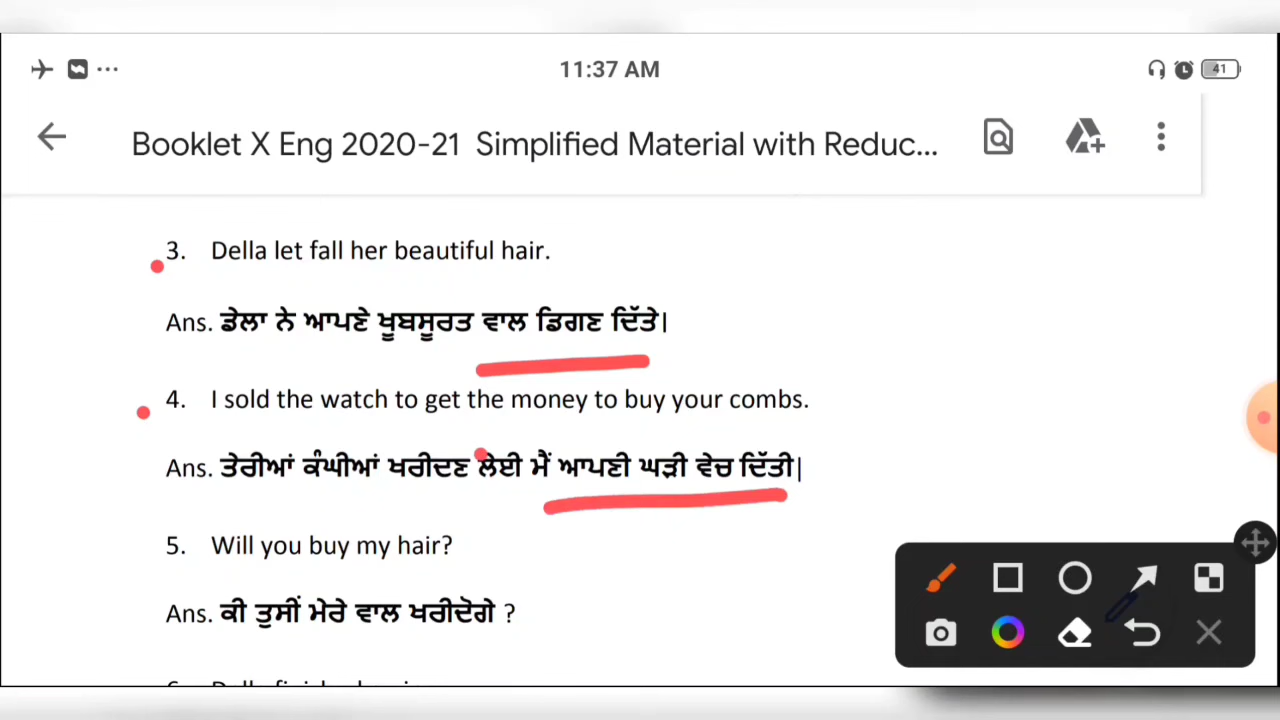 11:37 AM
41
Booklet X Eng 2020-21 Simplified Material with Reduc...
3. Della let fall her beautiful hair.
Ans. ਡੇਲਾ ਨੇ ਆਪਣੇ ਖੂਬਸੂਰਤ ਵਾਲ ਡਿਗਣ ਦਿੱਤੇ|
4. I sold the watch to get the money to buy your combs.
Ans. ਤੇਰੀਆਂ ਕੰਘੀਆਂ ਖਰੀਦਣ ਲੇਈ ਮੈਂ ਆਪਣੀ ਘੜੀ ਵੇਚ ਦਿੱਤੀ|
5. Will you buy my hair?
Ans. ਕੀ ਤੁਸੀਂ ਮੇਰੇ ਵਾਲ ਖਰੀਦੋਗੇ ?